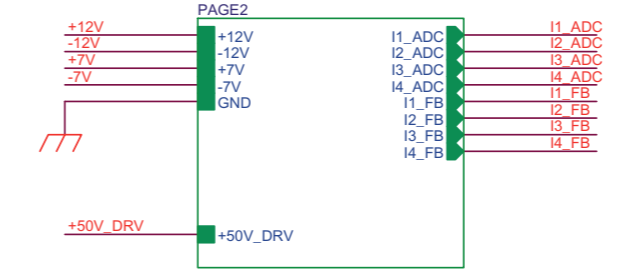 PAGE2
+12V +12V I1_ADC I1_ADC
-12V -12V I2_ADC I2_ADC
+7V +7V I3_ADC I3_ADC
-7V -7V I4_ADC I4_ADC
GND I1_FB I1_FB
I2_FB I2_FB
I3_FB I3_FB
I4_FB I4_FB
+50V_DRV +50V_DRV